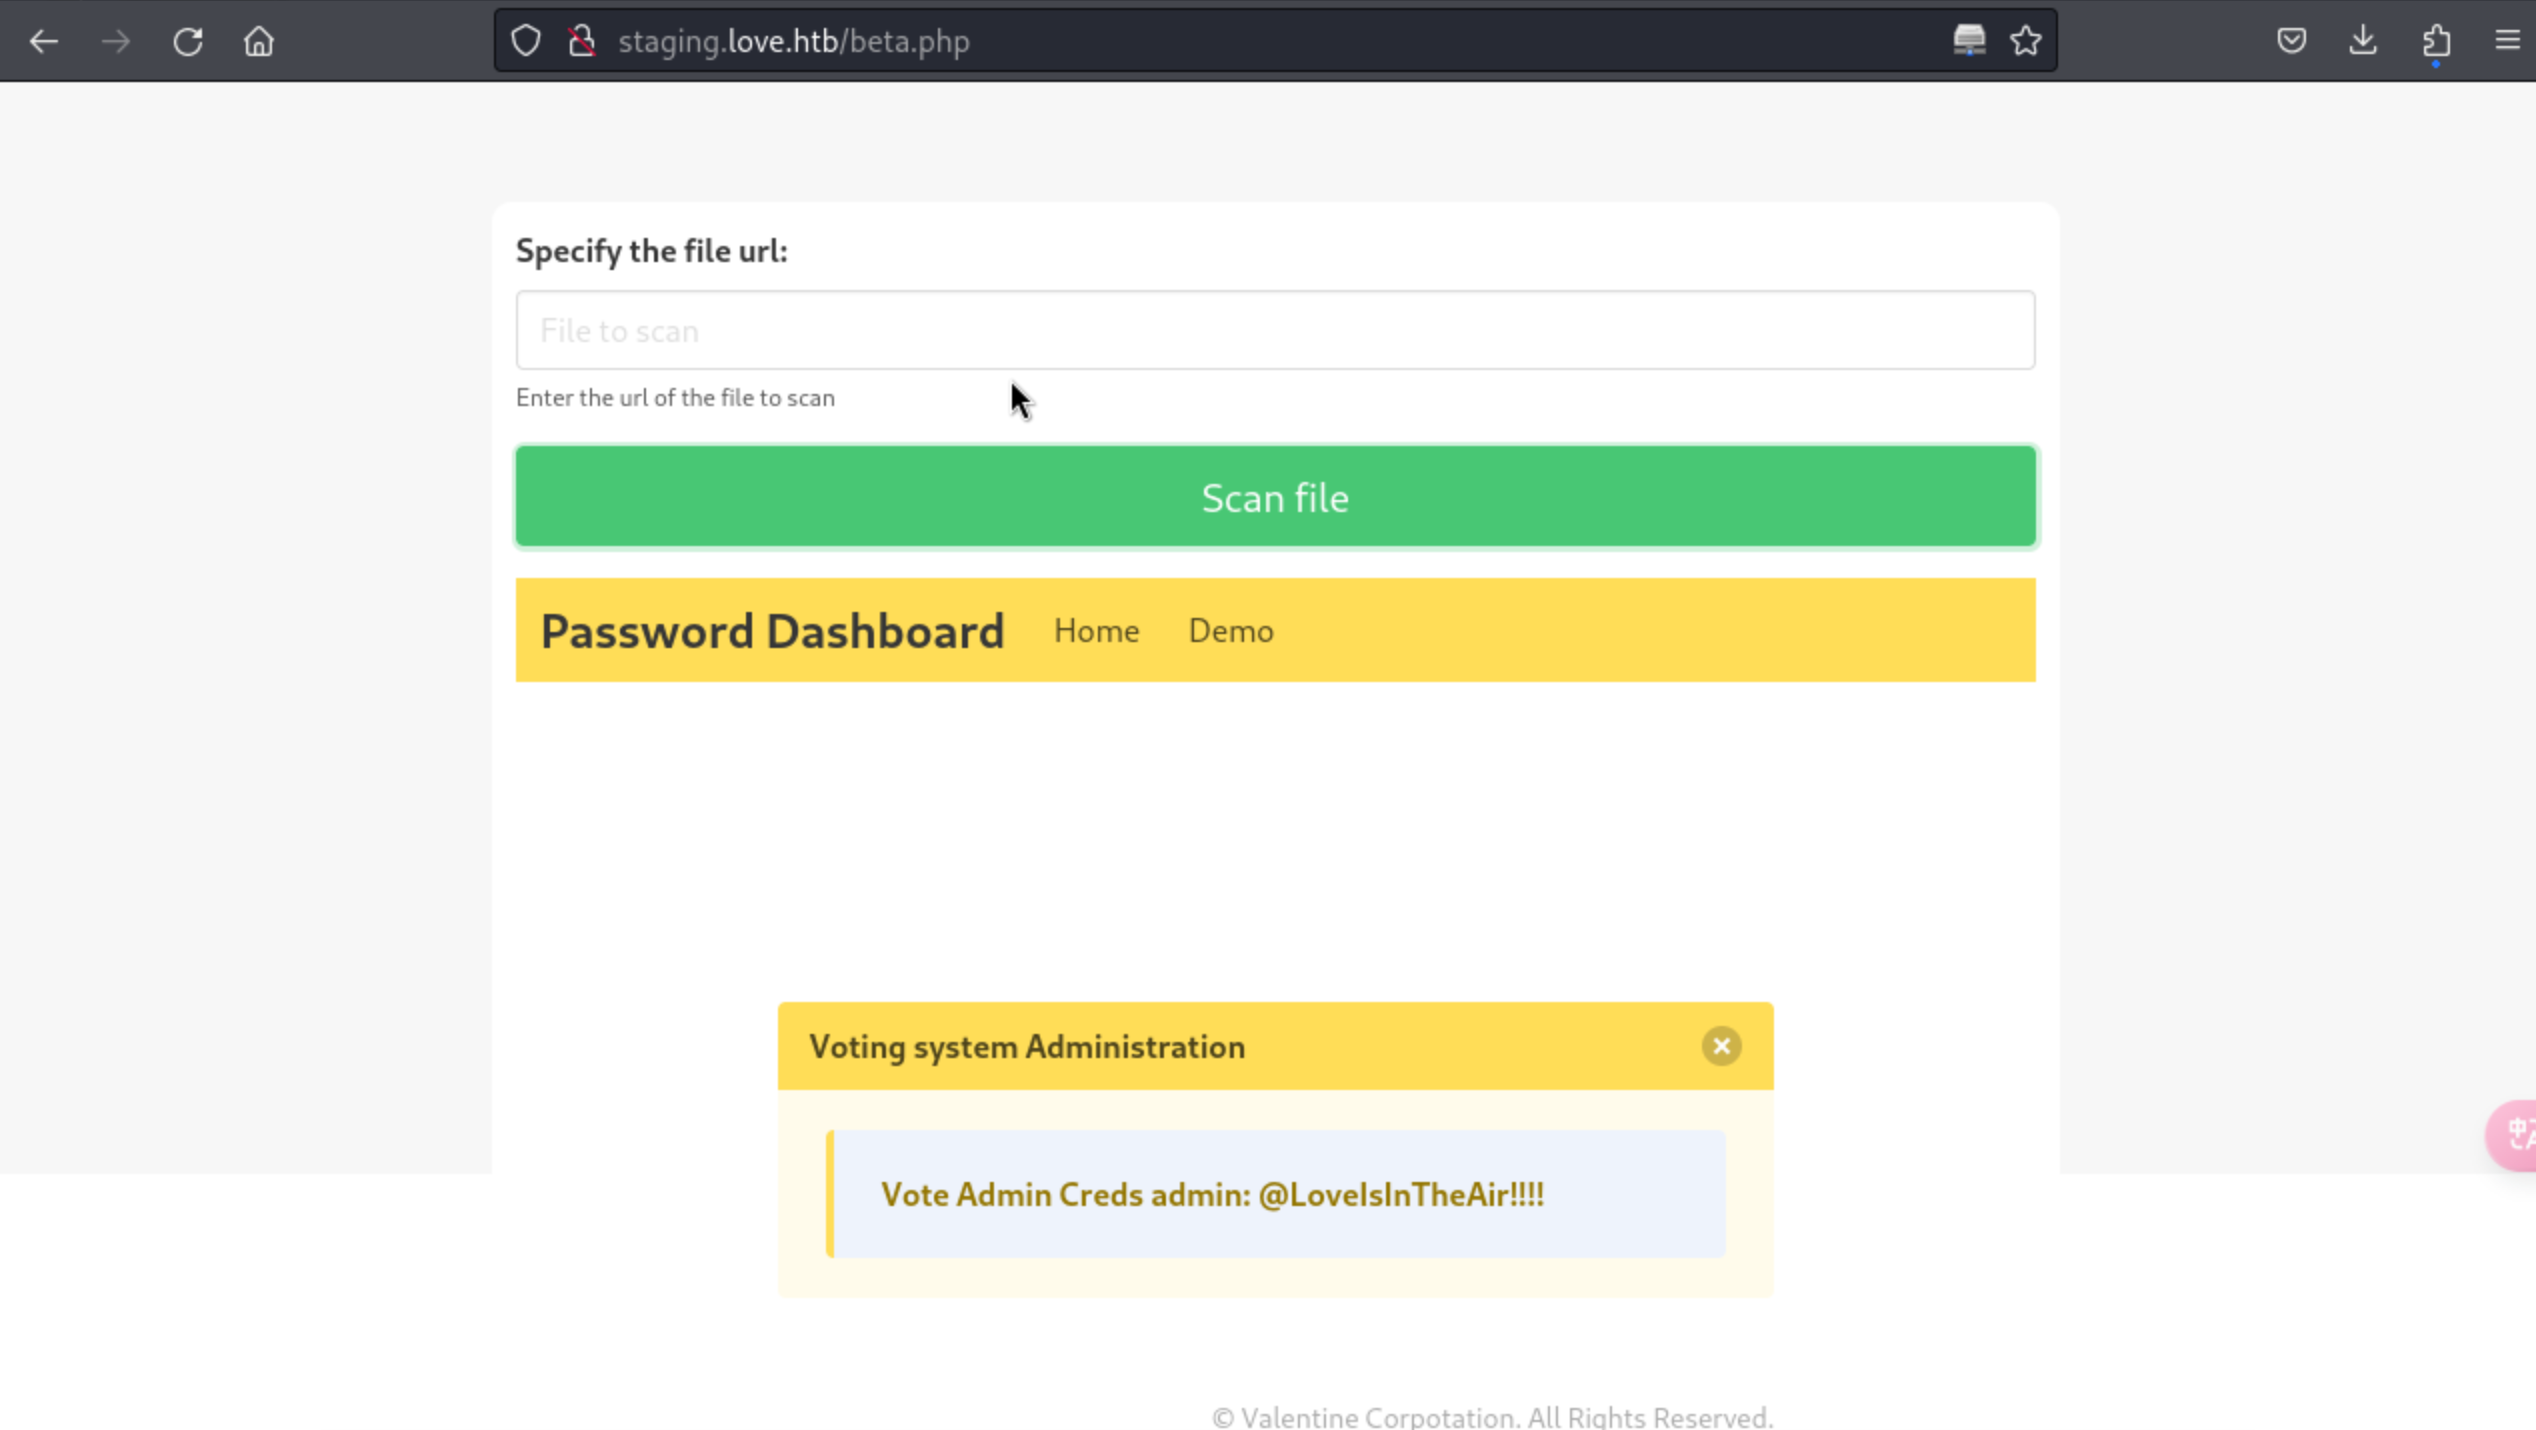 staging.love.htb/beta.php
Specify the file url:
File to scan
Enter the url of the file to scan
Scan file
Password Dashboard Home Demo
Voting system Administration
Vote Admin Creds admin: @LoveIsInTheAir!!!!
© Valentine Corpotation. All Rights Reserved.